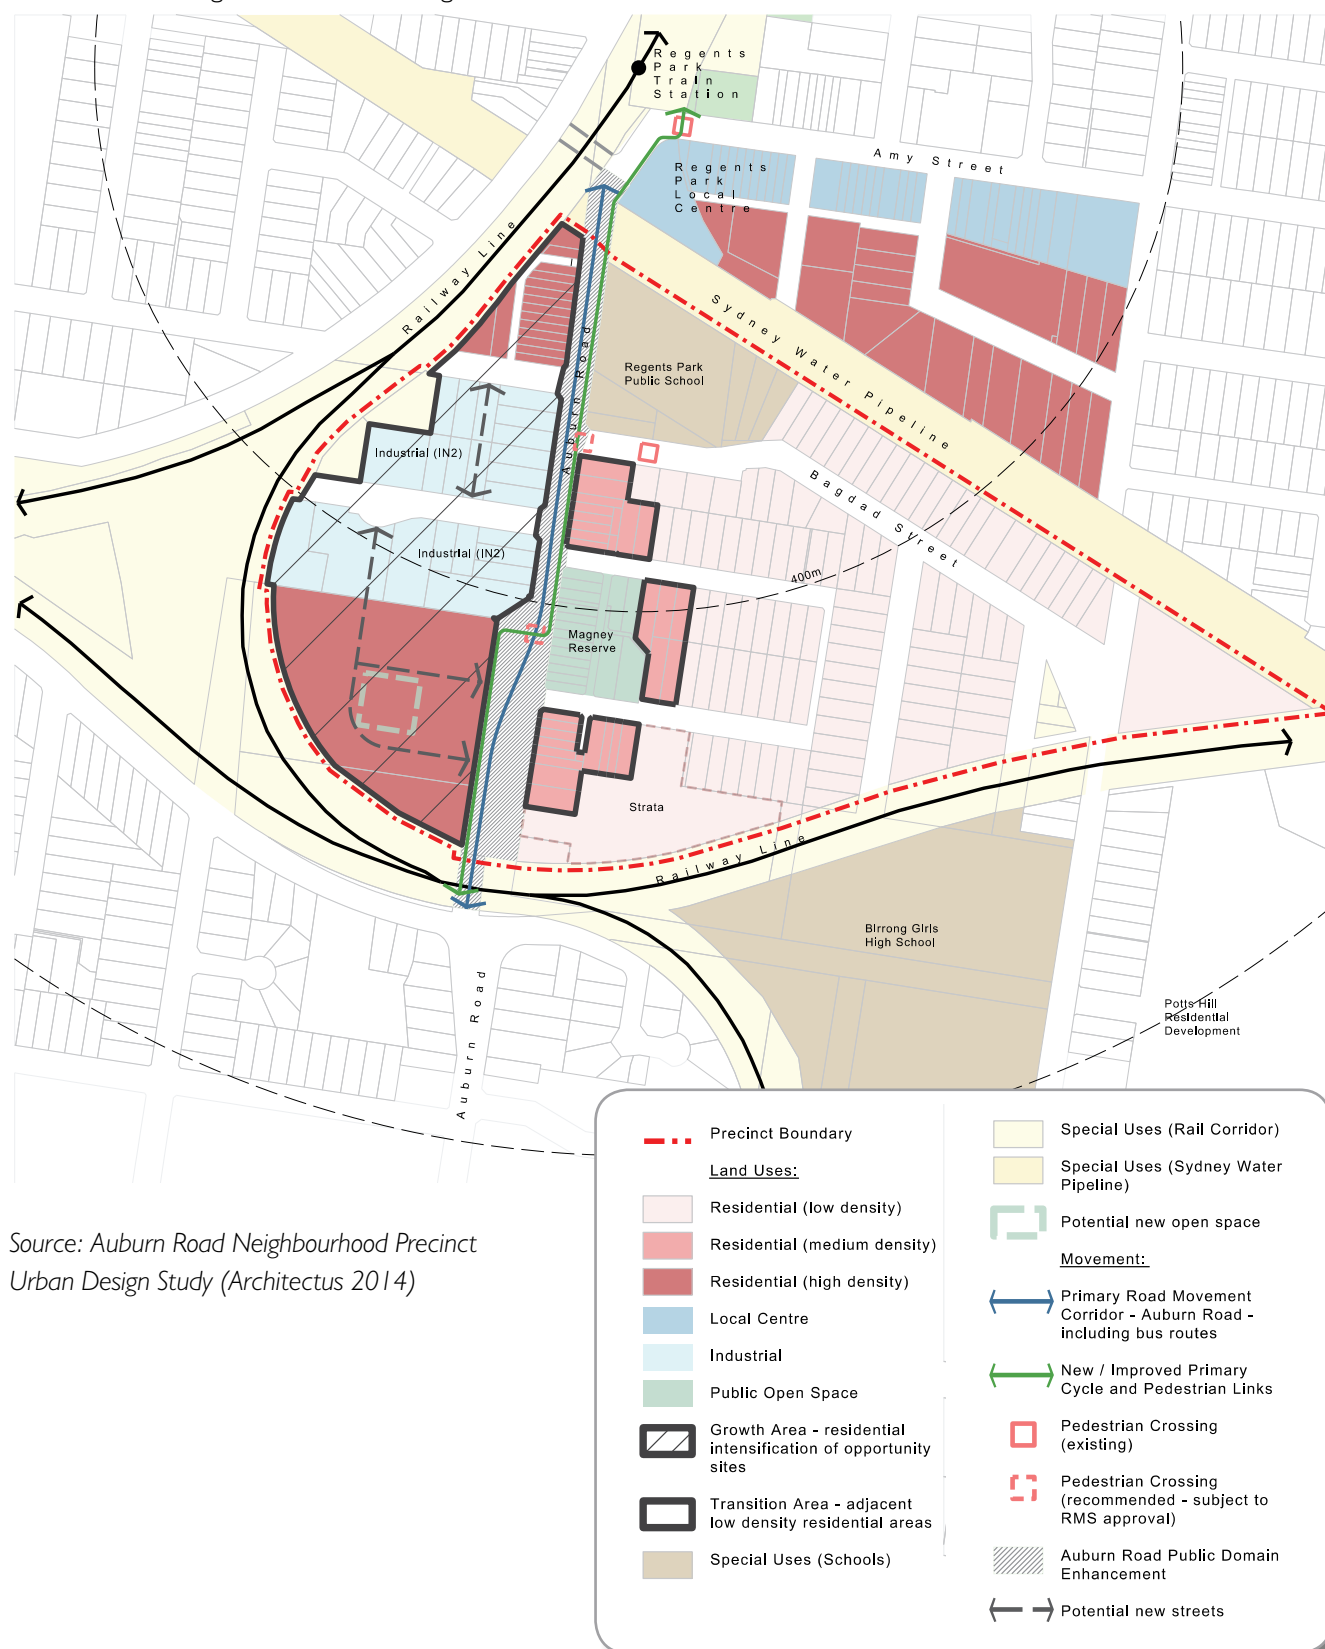 Regents
Park
Train
Station
Amy Street
Regents
Park
Local
Centre
Railway Line
Sydney Water Pipeline
Auburn Road
Regents Park
Public School
Industrial (IN2)
Bagdad Street
Industrial (IN2)
400m
Magney
Reserve
Strata
Railway Line
BIrrong GIrls
High School
Auburn Road
Potts Hill
Residential
Development
Source: Auburn Road Neighbourhood Precinct
Urban Design Study (Architectus 2014)
Precinct Boundary
Land Uses:
Residential (low density)
Residential (medium density)
Residential (high density)
Local Centre
Industrial
Public Open Space
Growth Area - residential
intensification of opportunity
sites
Transition Area - adjacent
low density residential areas
Special Uses (Schools)
Special Uses (Rail Corridor)
Special Uses (Sydney Water
Pipeline)
Potential new open space
Movement:
Primary Road Movement
Corridor - Auburn Road -
including bus routes
New / Improved Primary
Cycle and Pedestrian Links
Pedestrian Crossing
(existing)
Pedestrian Crossing
(recommended - subject to
RMS approval)
Auburn Road Public Domain
Enhancement
Potential new streets